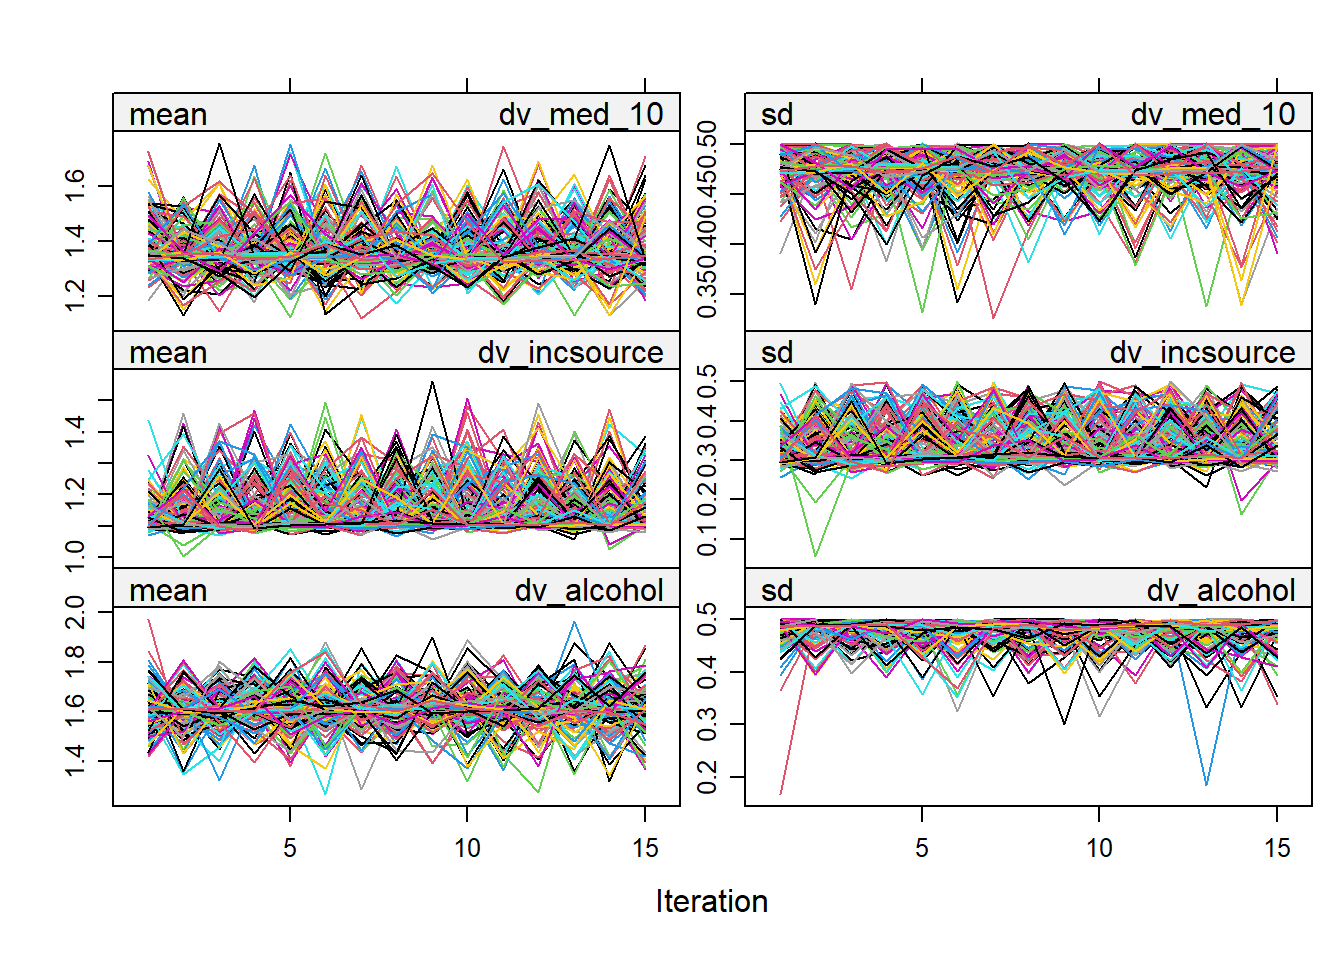 mean dv_med_10
sd dv_med_10
1.2 1.4 1.6
0.35 0.40 0.45 0.50
mean dv_incsource
sd dv_incsource
1.0 1.2 1.4
0.1 0.2 0.3 0.4 0.5
mean dv_alcohol
sd dv_alcohol
1.4 1.6 1.8 2.0
0.2 0.3 0.4 0.5
5 10 15
5 10 15
Iteration